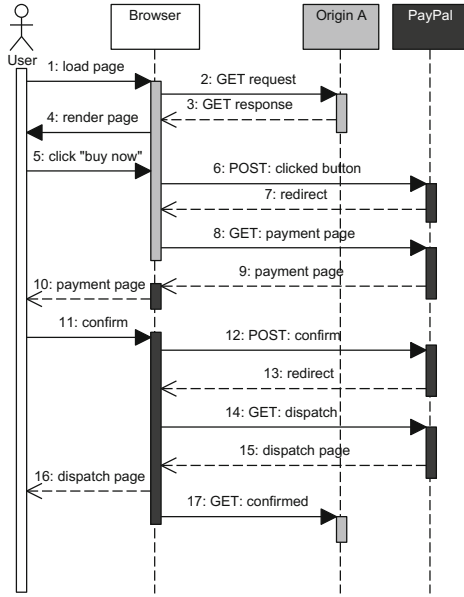 Browser
Origin A
PayPal
User
1: load page
2: GET request
3: GET response
4: render page
5: click "buy now"
6: POST: clicked button
7: redirect
8: GET: payment page
9: payment page
10: payment page
11: confirm
12: POST: confirm
13: redirect
14: GET: dispatch
15: dispatch page
16: dispatch page
17: GET: confirmed